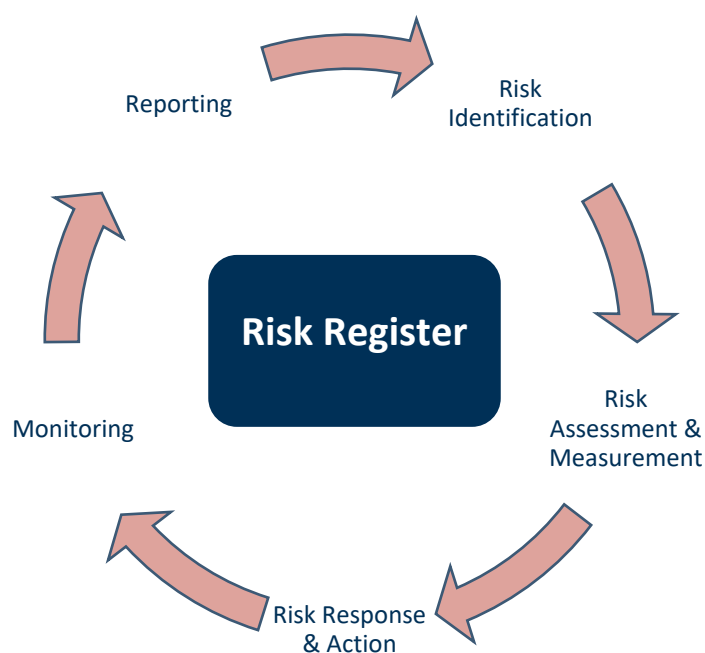 Reporting
Risk
Identification
Risk Register
Risk
Assessment &
Measurement
Monitoring
Risk Response
& Action